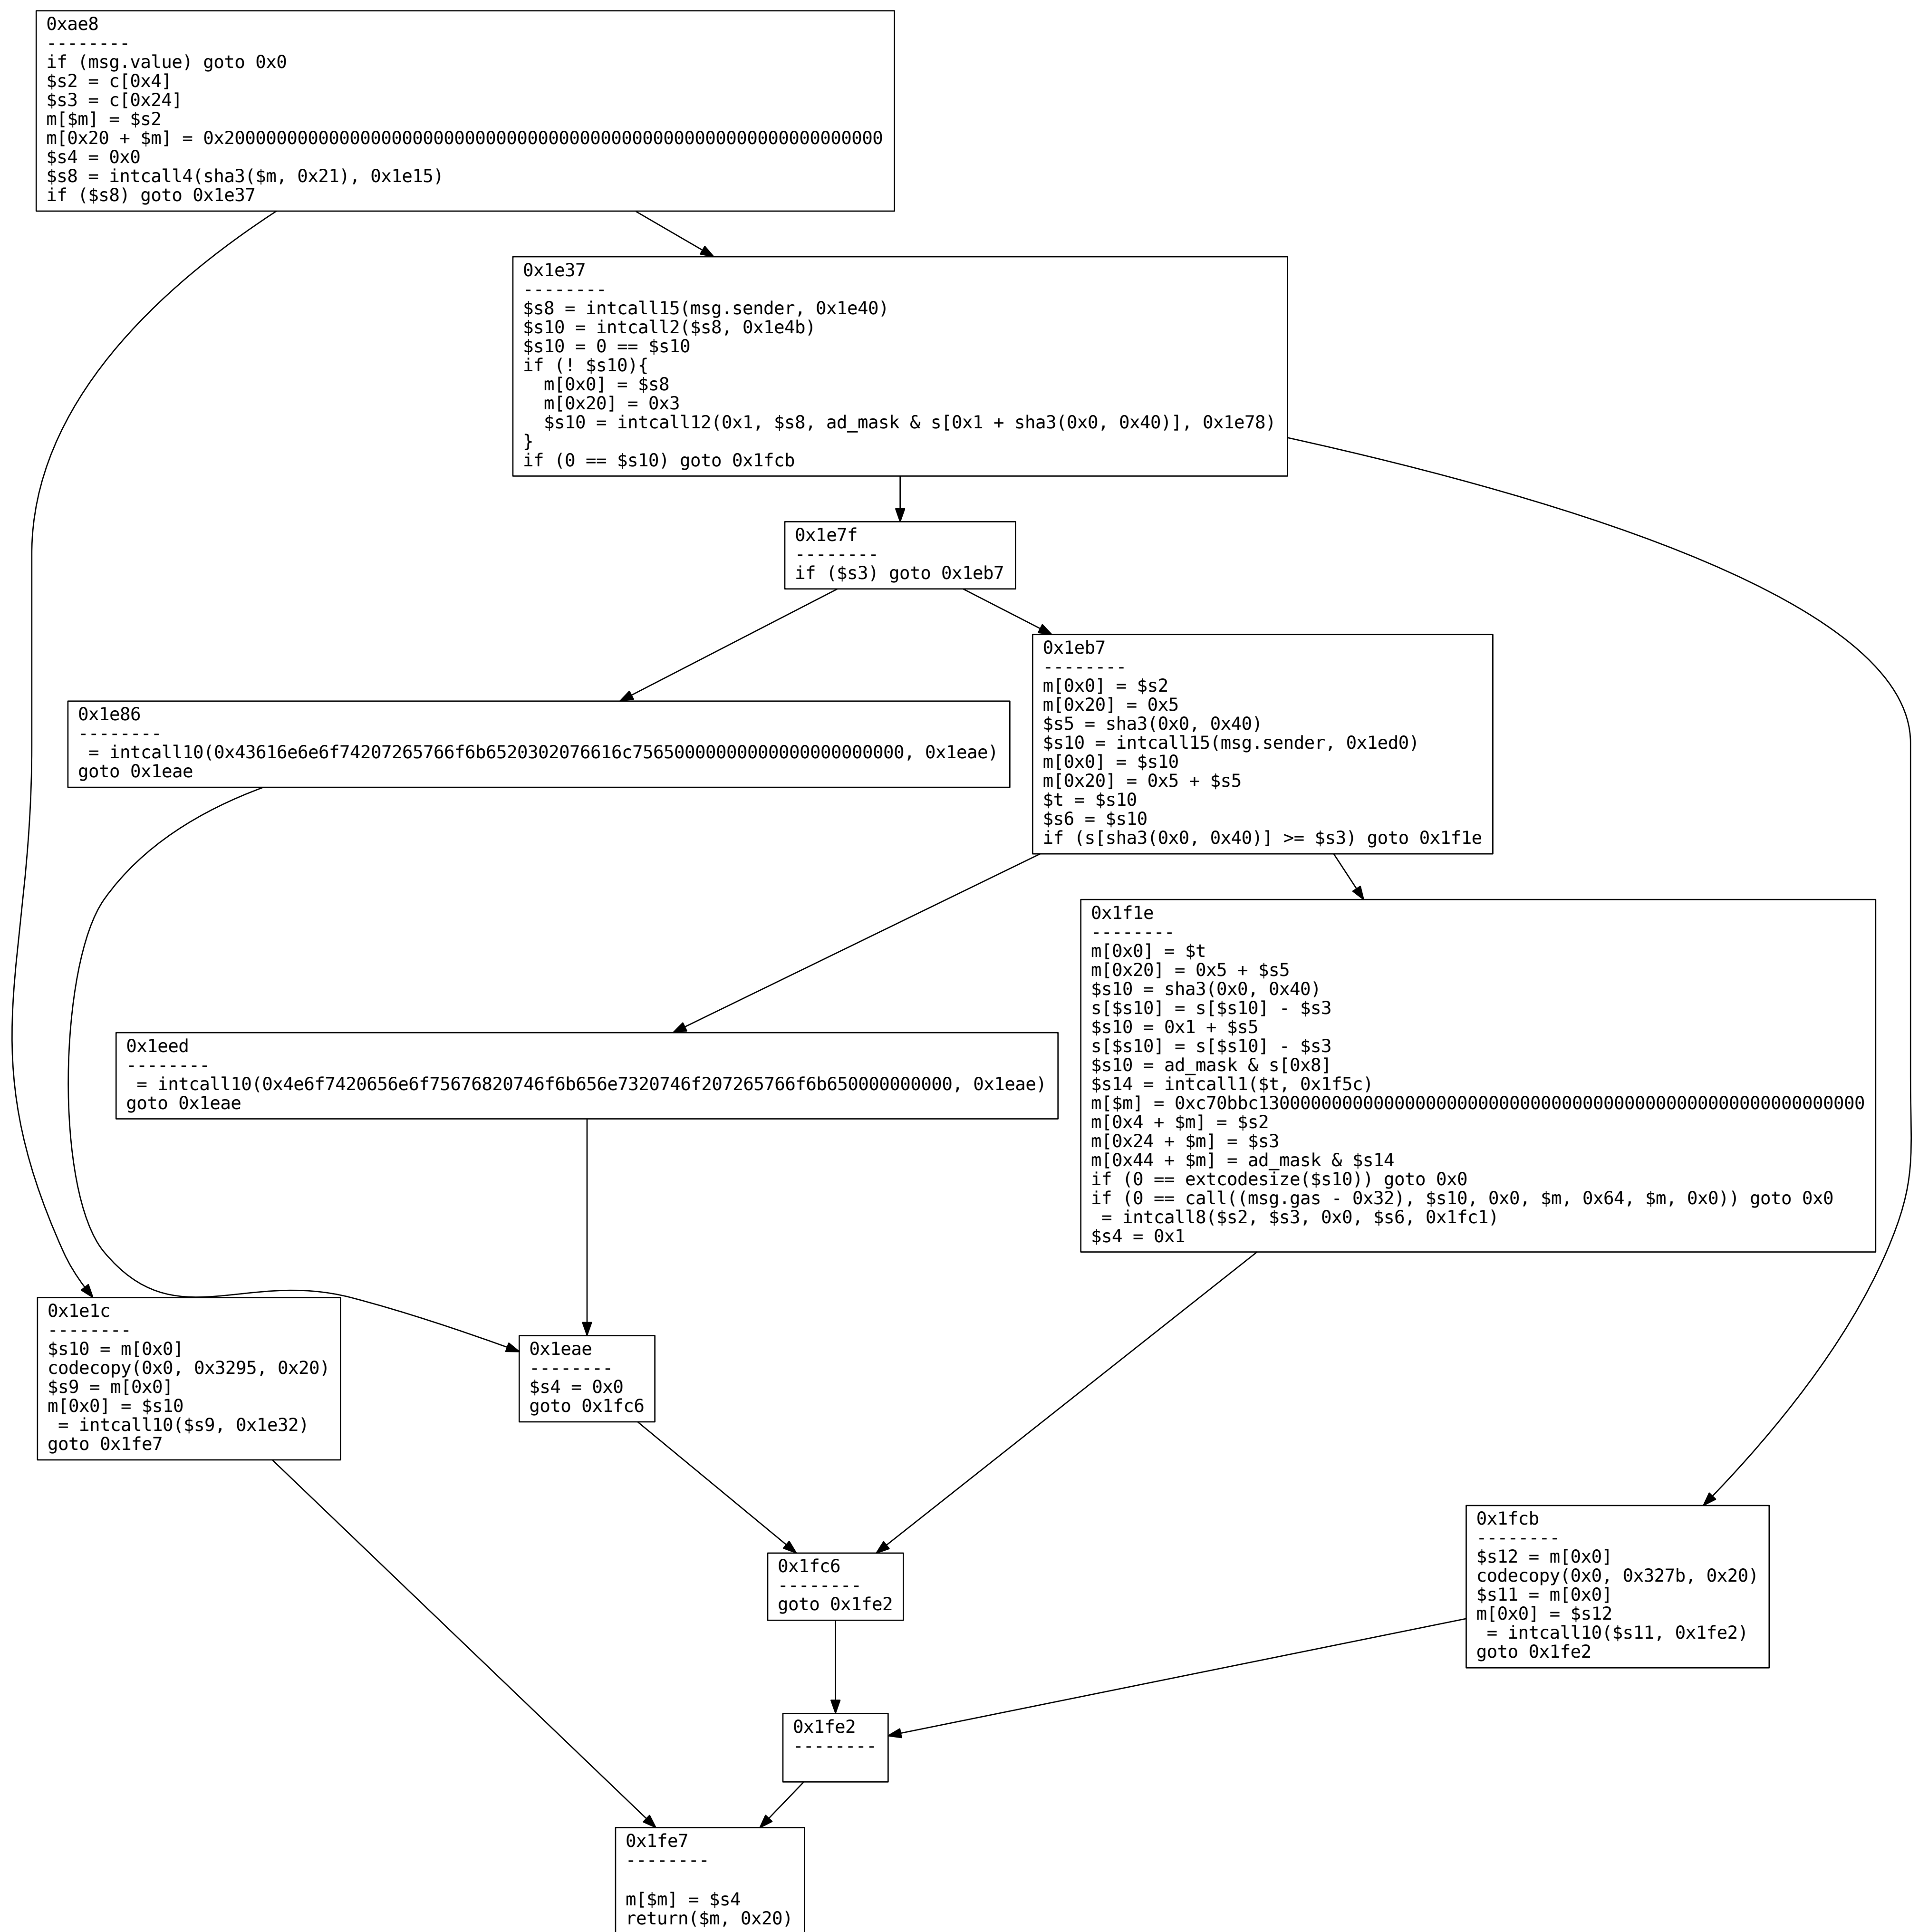 0xae8
--------
if (msg.value) goto 0x0
$s2 = c[0x4]
$s3 = c[0x24]
m[$m] = $s2
m[0x20 + $m] = 0x200000000000000000000000000000000000000000000000000000000000000
$s4 = 0x0
$s8 = intcall4(sha3($m, 0x21), 0x1e15)
if ($s8) goto 0x1e37
0x1e37
--------
$s8 = intcall15(msg.sender, 0x1e40)
$s10 = intcall2($s8, 0x1e4b)
$s10 = 0 == $s10
if (! $s10){
  m[0x0] = $s8
  m[0x20] = 0x3
  $s10 = intcall12(0x1, $s8, ad_mask & s[0x1 + sha3(0x0, 0x40)], 0x1e78)
}
if (0 == $s10) goto 0x1fcb
0x1e7f
--------
if ($s3) goto 0x1eb7
0x1eb7
--------
m[0x0] = $s2
m[0x20] = 0x5
$s5 = sha3(0x0, 0x40)
$s10 = intcall15(msg.sender, 0x1ed0)
m[0x0] = $s10
m[0x20] = 0x5 + $s5
$t = $s10
$s6 = $s10
if (s[sha3(0x0, 0x40)] >= $s3) goto 0x1f1e
0x1e86
--------
 = intcall10(0x43616e6e6f74207265766f6b6520302076616c7565000000000000000000000000, 0x1eae)
goto 0x1eae
0x1f1e
--------
m[0x0] = $t
m[0x20] = 0x5 + $s5
$s10 = sha3(0x0, 0x40)
s[$s10] = s[$s10] - $s3
$s10 = 0x1 + $s5
s[$s10] = s[$s10] - $s3
$s10 = ad_mask & s[0x8]
$s14 = intcall1($t, 0x1f5c)
m[$m] = 0xc70bbc1300000000000000000000000000000000000000000000000000000000
m[0x4 + $m] = $s2
m[0x24 + $m] = $s3
m[0x44 + $m] = ad_mask & $s14
if (0 == extcodesize($s10)) goto 0x0
if (0 == call((msg.gas - 0x32), $s10, 0x0, $m, 0x64, $m, 0x0)) goto 0x0
 = intcall8($s2, $s3, 0x0, $s6, 0x1fc1)
$s4 = 0x1
0x1eed
--------
 = intcall10(0x4e6f7420656e6f75676820746f6b656e7320746f207265766f6b650000000000, 0x1eae)
goto 0x1eae
0x1e1c
--------
$s10 = m[0x0]
codecopy(0x0, 0x3295, 0x20)
$s9 = m[0x0]
m[0x0] = $s10
 = intcall10($s9, 0x1e32)
goto 0x1fe7
0x1eae
--------
$s4 = 0x0
goto 0x1fc6
0x1fcb
--------
$s12 = m[0x0]
codecopy(0x0, 0x327b, 0x20)
$s11 = m[0x0]
m[0x0] = $s12
 = intcall10($s11, 0x1fe2)
goto 0x1fe2
0x1fc6
--------
goto 0x1fe2
0x1fe2
--------
0x1fe7
--------
m[$m] = $s4
return($m, 0x20)